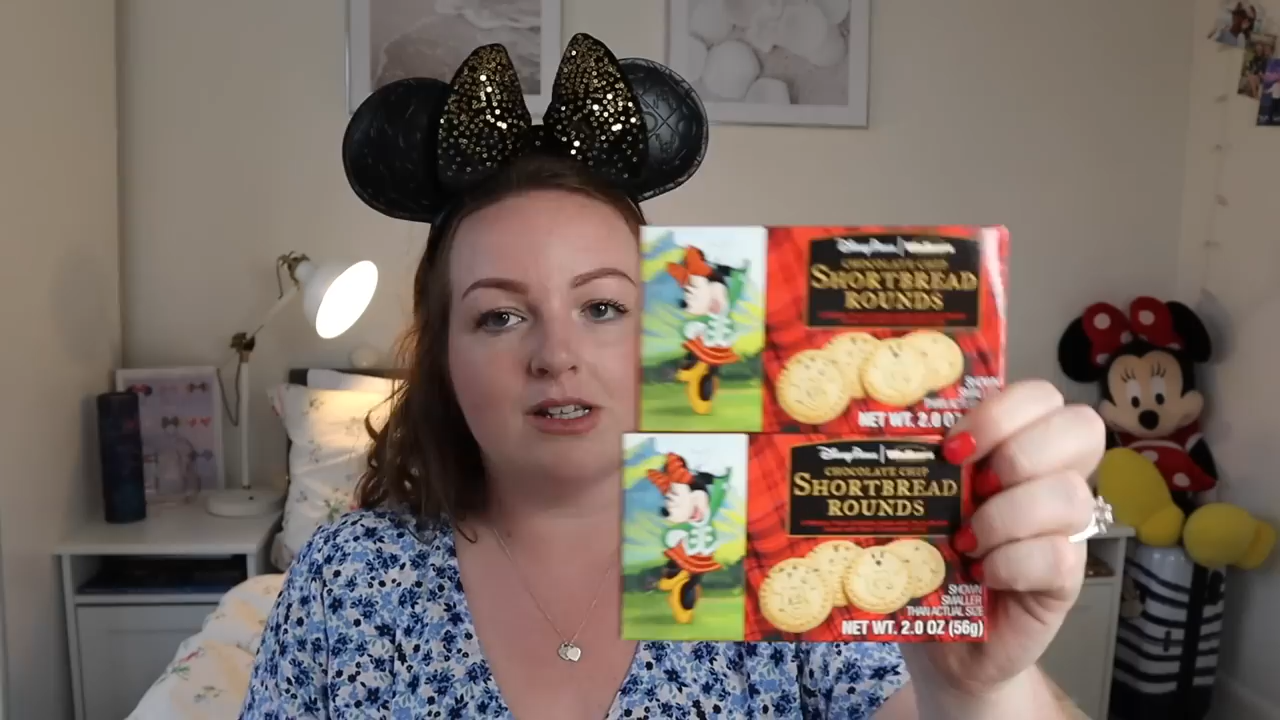 Disney Parks | Walkers
CHOCOLATE CHIP
SHORTBREAD
ROUNDS
SHOWN
NET WT. 2.0 OZ
Disney Parks | Walkers
CHOCOLATE CHIP
SHORTBREAD
ROUNDS
SHOWN
SMALLER
THAN ACTUAL SIZE
NET WT. 2.0 OZ (56g)